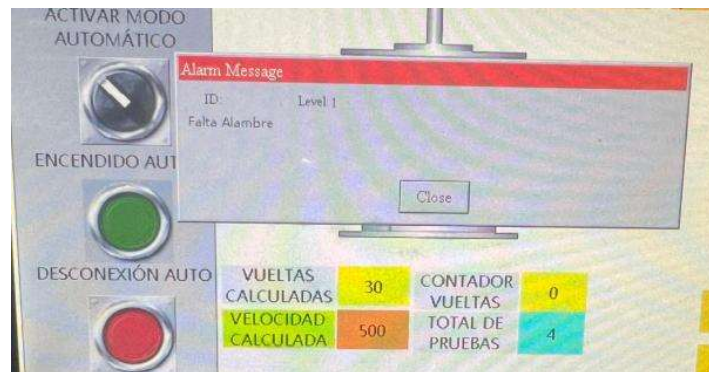 ACTIVAR MODO
AUTOMÁTICO
Alarm Message
ID:
Level: 1
Falta Alambre
ENCENDIDO AUT
Close
DESCONEXIÓN AUTO
VUELTAS
CALCULADAS
30
CONTADOR
VUELTAS
0
VELOCIDAD
CALCULADA
500
TOTAL DE
PRUEBAS
4